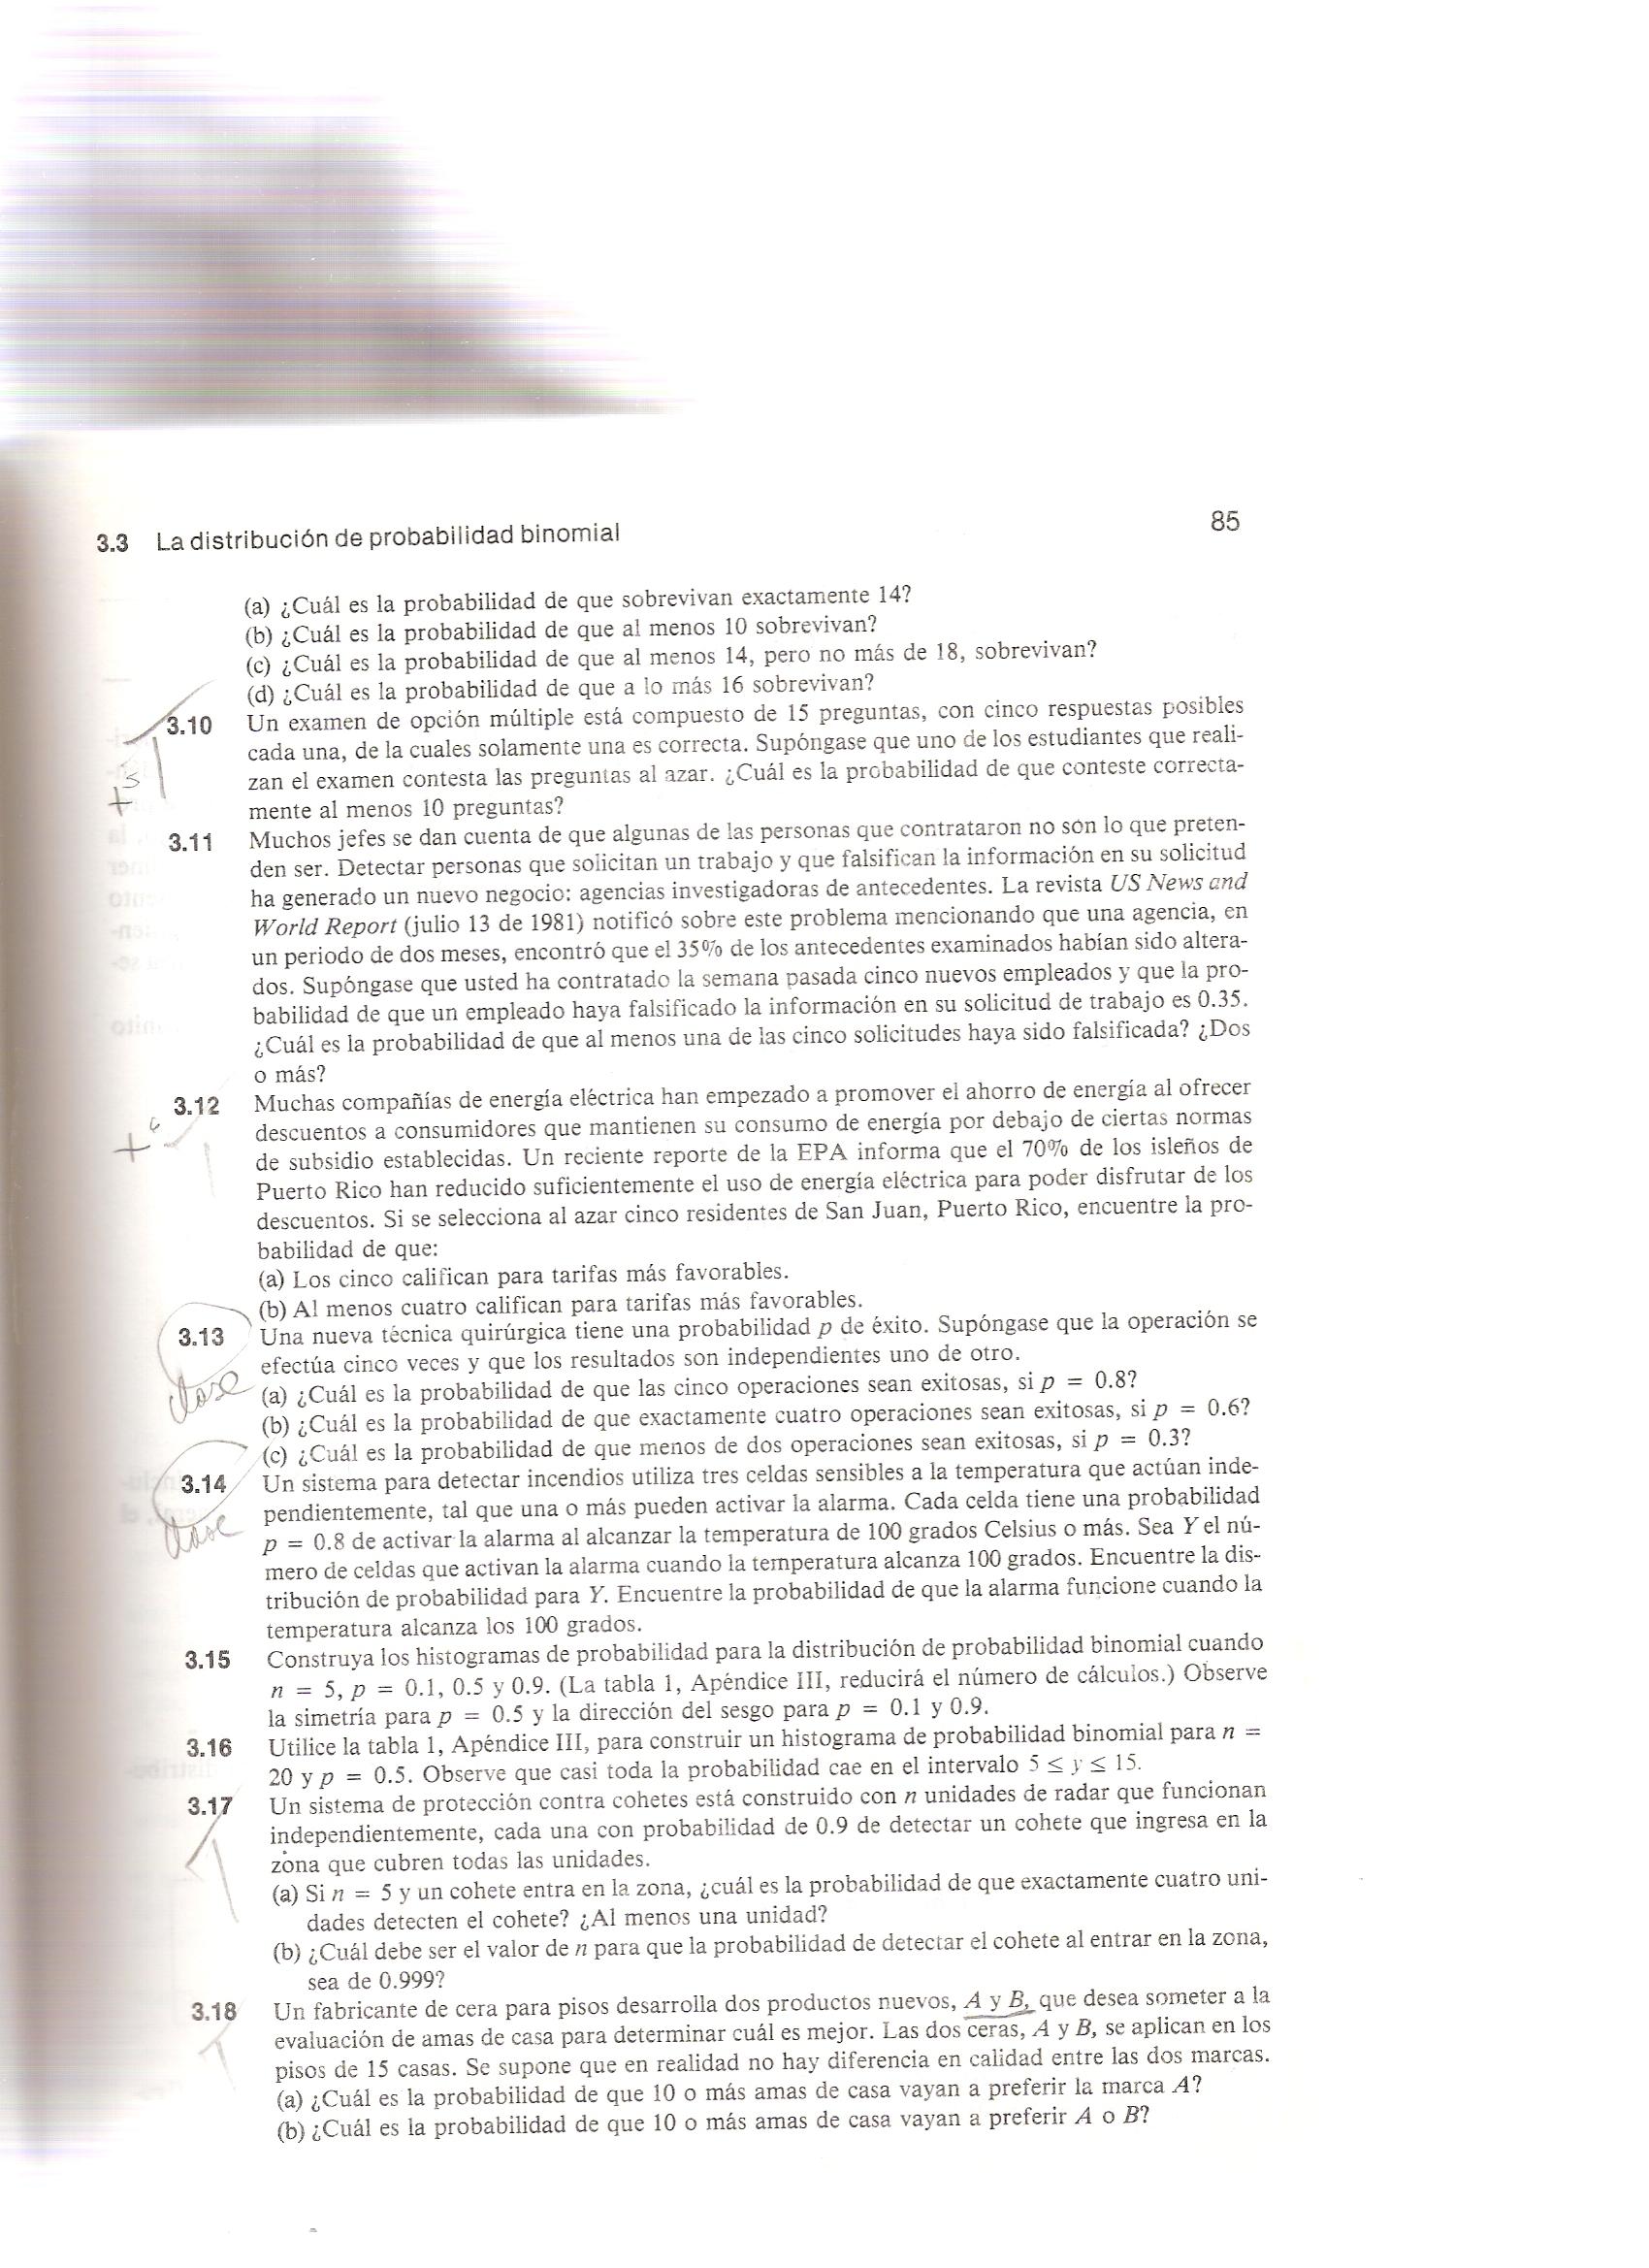 3.3 La distribución de probabilidad binomial 85
(a) ¿Cuál es la probabilidad de que sobrevivan exactamente 14?
(b) ¿Cuál es la probabilidad de que al menos 10 sobrevivan?
(c) ¿Cuál es la probabilidad de que al menos 14, pero no más de 18, sobrevivan?
(d) ¿Cuál es la probabilidad de que a lo más 16 sobrevivan?
3.10 Un examen de opción múltiple está compuesto de 15 preguntas, con cinco respuestas posibles
cada una, de la cuales solamente una es correcta. Supóngase que uno de los estudiantes que reali-
zan el examen contesta las preguntas al azar. ¿Cuál es la probabilidad de que conteste correcta-
+5 mente al menos 10 preguntas?
3.11 Muchos jefes se dan cuenta de que algunas de las personas que contrataron no son lo que preten-
den ser. Detectar personas que solicitan un trabajo y que falsifican la información en su solicitud
ha generado un nuevo negocio: agencias investigadoras de antecedentes. La revista US News and
World Report (julio 13 de 1981) notificó sobre este problema mencionando que una agencia, en
un periodo de dos meses, encontró que el 35% de los antecedentes examinados habían sido altera-
dos. Supóngase que usted ha contratado la semana pasada cinco nuevos empleados y que la pro-
babilidad de que un empleado haya falsificado la información en su solicitud de trabajo es 0.35.
¿Cuál es la probabilidad de que al menos una de las cinco solicitudes haya sido falsificada? ¿Dos
o más?
3.12 Muchas compañías de energía eléctrica han empezado a promover el ahorro de energía al ofrecer
+6 descuentos a consumidores que mantienen su consumo de energía por debajo de ciertas normas
de subsidio establecidas. Un reciente reporte de la EPA informa que el 70% de los isleños de
Puerto Rico han reducido suficientemente el uso de energía eléctrica para poder disfrutar de los
descuentos. Si se selecciona al azar cinco residentes de San Juan, Puerto Rico, encuentre la pro-
babilidad de que:
(a) Los cinco califican para tarifas más favorables.
(b) Al menos cuatro califican para tarifas más favorables.
3.13 Una nueva técnica quirúrgica tiene una probabilidad p de éxito. Supóngase que la operación se
efectúa cinco veces y que los resultados son independientes uno de otro.
clase (a) ¿Cuál es la probabilidad de que las cinco operaciones sean exitosas, si p = 0.8?
(b) ¿Cuál es la probabilidad de que exactamente cuatro operaciones sean exitosas, si p = 0.6?
(c) ¿Cuál es la probabilidad de que menos de dos operaciones sean exitosas, si p = 0.3?
3.14 Un sistema para detectar incendios utiliza tres celdas sensibles a la temperatura que actúan inde-
pendientemente, tal que una o más pueden activar la alarma. Cada celda tiene una probabilidad
clase p = 0.8 de activar la alarma al alcanzar la temperatura de 100 grados Celsius o más. Sea Y el nú-
mero de celdas que activan la alarma cuando la temperatura alcanza 100 grados. Encuentre la dis-
tribución de probabilidad para Y. Encuentre la probabilidad de que la alarma funcione cuando la
temperatura alcanza los 100 grados.
3.15 Construya los histogramas de probabilidad para la distribución de probabilidad binomial cuando
n = 5, p = 0.1, 0.5 y 0.9. (La tabla 1, Apéndice III, reducirá el número de cálculos.) Observe
la simetría para p = 0.5 y la dirección del sesgo para p = 0.1 y 0.9.
3.16 Utilice la tabla 1, Apéndice III, para construir un histograma de probabilidad binomial para n =
20 y p = 0.5. Observe que casi toda la probabilidad cae en el intervalo 5 ≤ y ≤ 15.
3.17 Un sistema de protección contra cohetes está construido con n unidades de radar que funcionan
independientemente, cada una con probabilidad de 0.9 de detectar un cohete que ingresa en la
zona que cubren todas las unidades.
(a) Si n = 5 y un cohete entra en la zona, ¿cuál es la probabilidad de que exactamente cuatro uni-
dades detecten el cohete? ¿Al menos una unidad?
(b) ¿Cuál debe ser el valor de n para que la probabilidad de detectar el cohete al entrar en la zona,
sea de 0.999?
3.18 Un fabricante de cera para pisos desarrolla dos productos nuevos, A y B, que desea someter a la
evaluación de amas de casa para determinar cuál es mejor. Las dos ceras, A y B, se aplican en los
pisos de 15 casas. Se supone que en realidad no hay diferencia en calidad entre las dos marcas.
(a) ¿Cuál es la probabilidad de que 10 o más amas de casa vayan a preferir la marca A?
(b) ¿Cuál es la probabilidad de que 10 o más amas de casa vayan a preferir A o B?